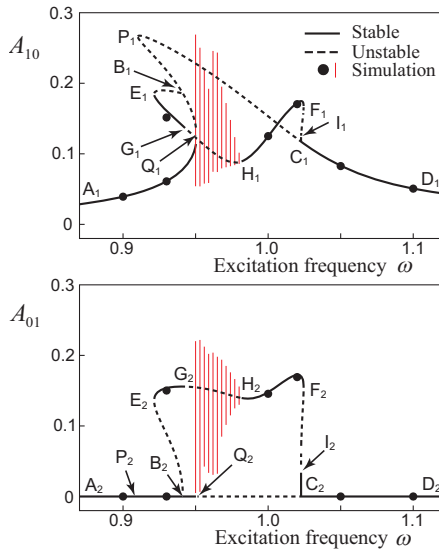 A10
0.3
0.2
0.1
0
P1
B1
E1
G1
Q1
A1
H1
F1
I1
C1
D1
Stable
Unstable
Simulation
0.9 1.0 1.1
Excitation frequency ω
A01
0.3
0.2
0.1
0
G2
E2
H2
F2
A2
P2
B2
Q2
I2
C2
D2
0.9 1.0 1.1
Excitation frequency ω